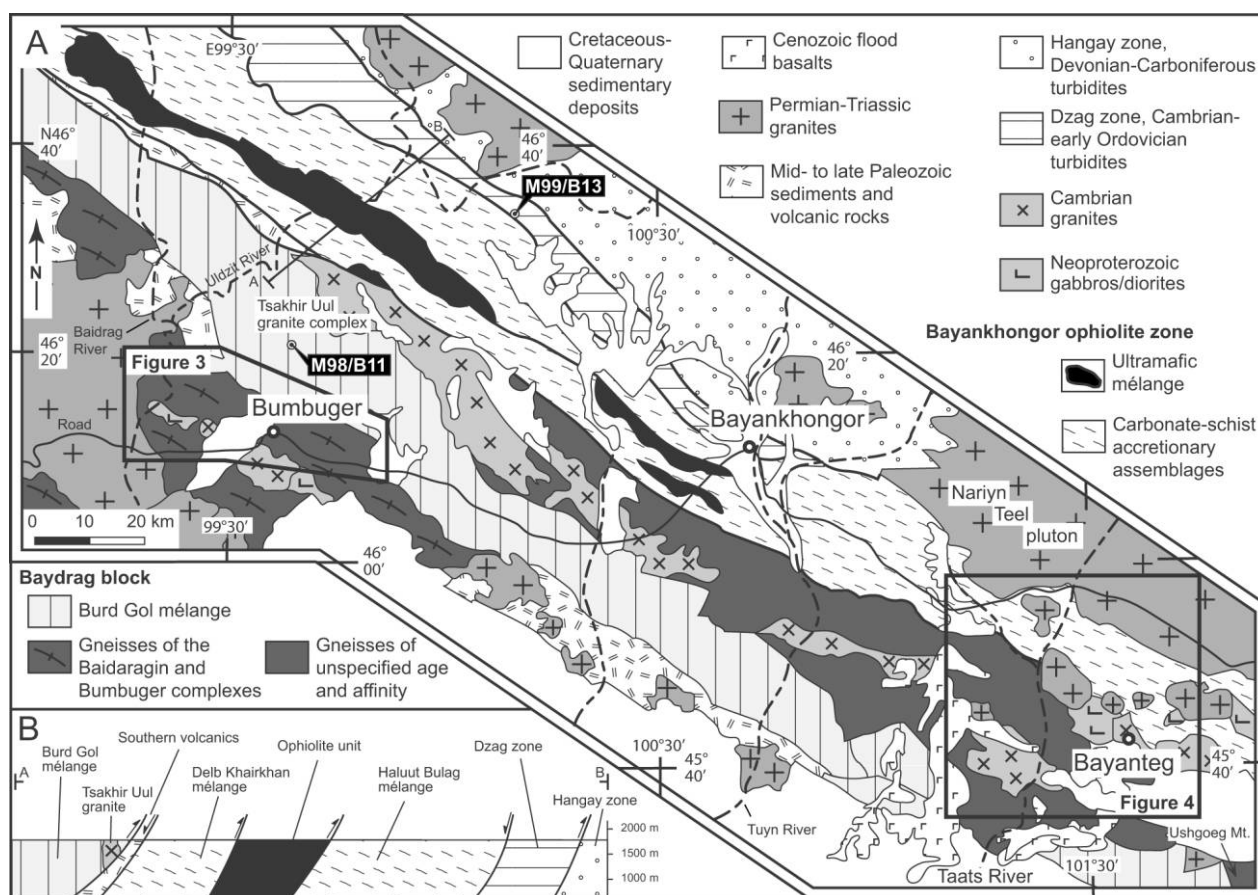 A
E99°30′
N46°
40′
B
46°
40′
M99/B13
100°30′
N
Uldzit River
A
Tsakhir Uul
granite complex
Baidrag
River
46°
20′
M98/B11
Figure 3
Bumbuger
Road
0 10 20 km
99°30′
46°
00′
46°
20′
Bayankhongor
Nariyn
Teel
pluton
100°30′
45°
40′
Tuyn River
Bayanteg
Figure 4
45°
40′
Ushgoeg Mt.
101°30′
Taats River
Cretaceous-
Quaternary
sedimentary
deposits
Cenozoic flood
basalts
Permian-Triassic
granites
Mid- to late Paleozoic
sediments and
volcanic rocks
Hangay zone,
Devonian-Carboniferous
turbidites
Dzag zone, Cambrian-
early Ordovician
turbidites
Cambrian
granites
Neoproterozoic
gabbros/diorites
Bayankhongor ophiolite zone
Ultramafic
mélange
Carbonate-schist
accretionary
assemblages
Baydrag block
Burd Gol mélange
Gneisses of the
Baidaragin and
Bumbuger complexes
Gneisses of
unspecified age
and affinity
B
A
Burd Gol
mélange
Tsakhir Uul
granite
Southern volcanics
Delb Khairkhan
mélange
Ophiolite unit
Haluut Bulag
mélange
Dzag zone
B
Hangay zone
2000 m
1500 m
1000 m